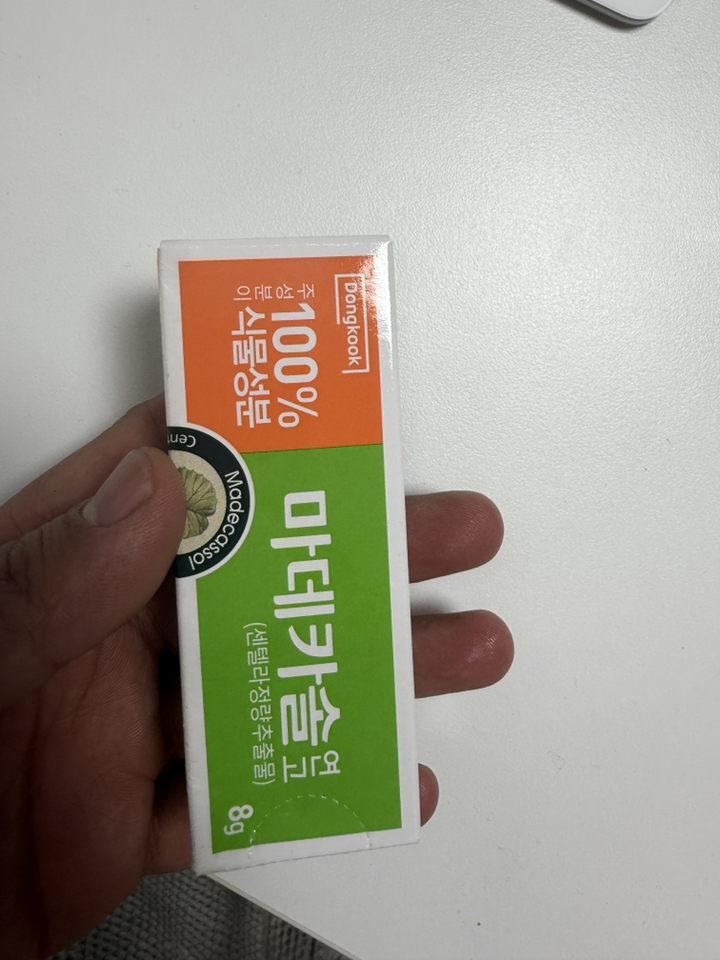 Dongkook
주성분이
100%
식물성분
Madecassol
Cent
마데카솔연고
(센텔라정량추출물)
8g